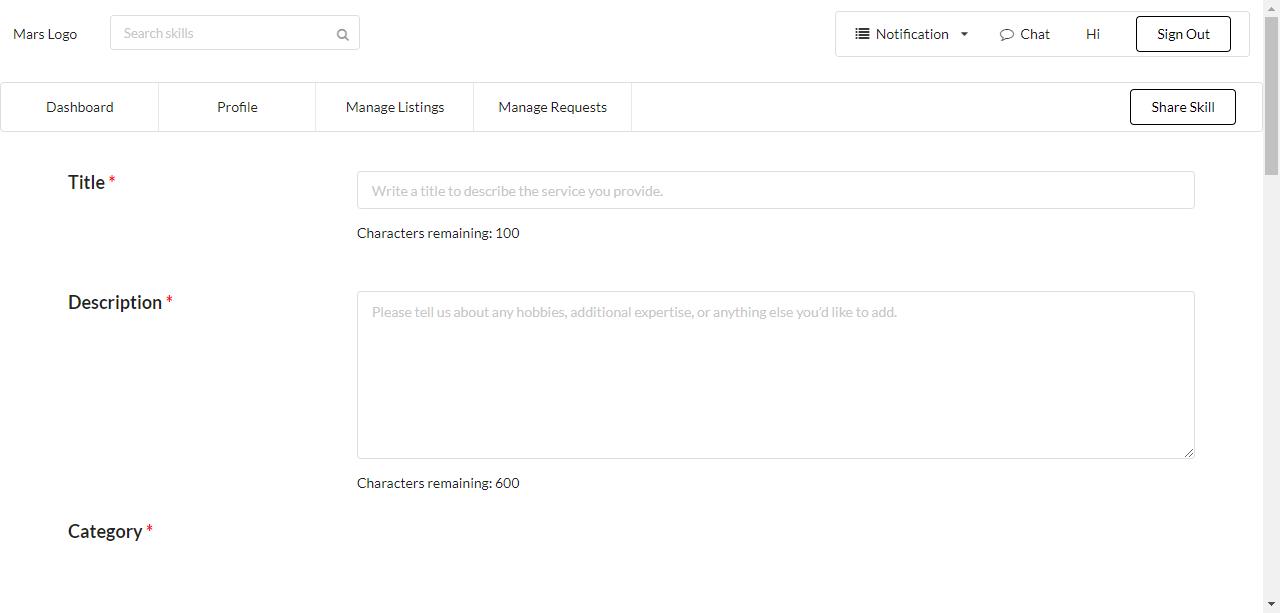 Mars Logo
Search skills
Notification
Chat
Hi
Sign Out
Dashboard
Profile
Manage Listings
Manage Requests
Share Skill
Title *
Write a title to describe the service you provide.
Characters remaining: 100
Description *
Please tell us about any hobbies, additional expertise, or anything else you'd like to add.
Characters remaining: 600
Category *